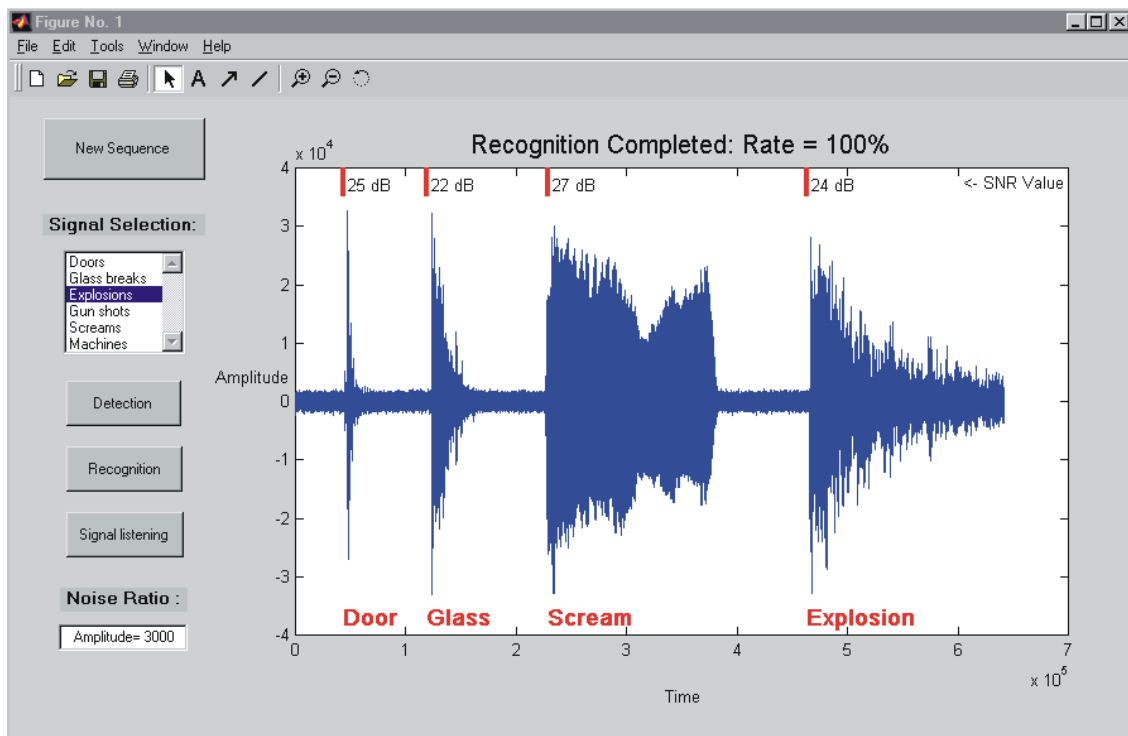 Figure No. 1
File Edit Tools Window Help
A
New Sequence
Signal Selection:
Doors
Glass breaks
Explosions
Gun shots
Screams
Machines
Detection
Recognition
Signal listening
Noise Ratio :
Amplitude= 3000
Recognition Completed: Rate = 100%
x 10^4
25 dB 22 dB 27 dB 24 dB <- SNR Value
4
3
2
1
Amplitude
0
-1
-2
-3
-4
Door Glass Scream Explosion
0 1 2 3 4 5 6 7
x 10^5
Time